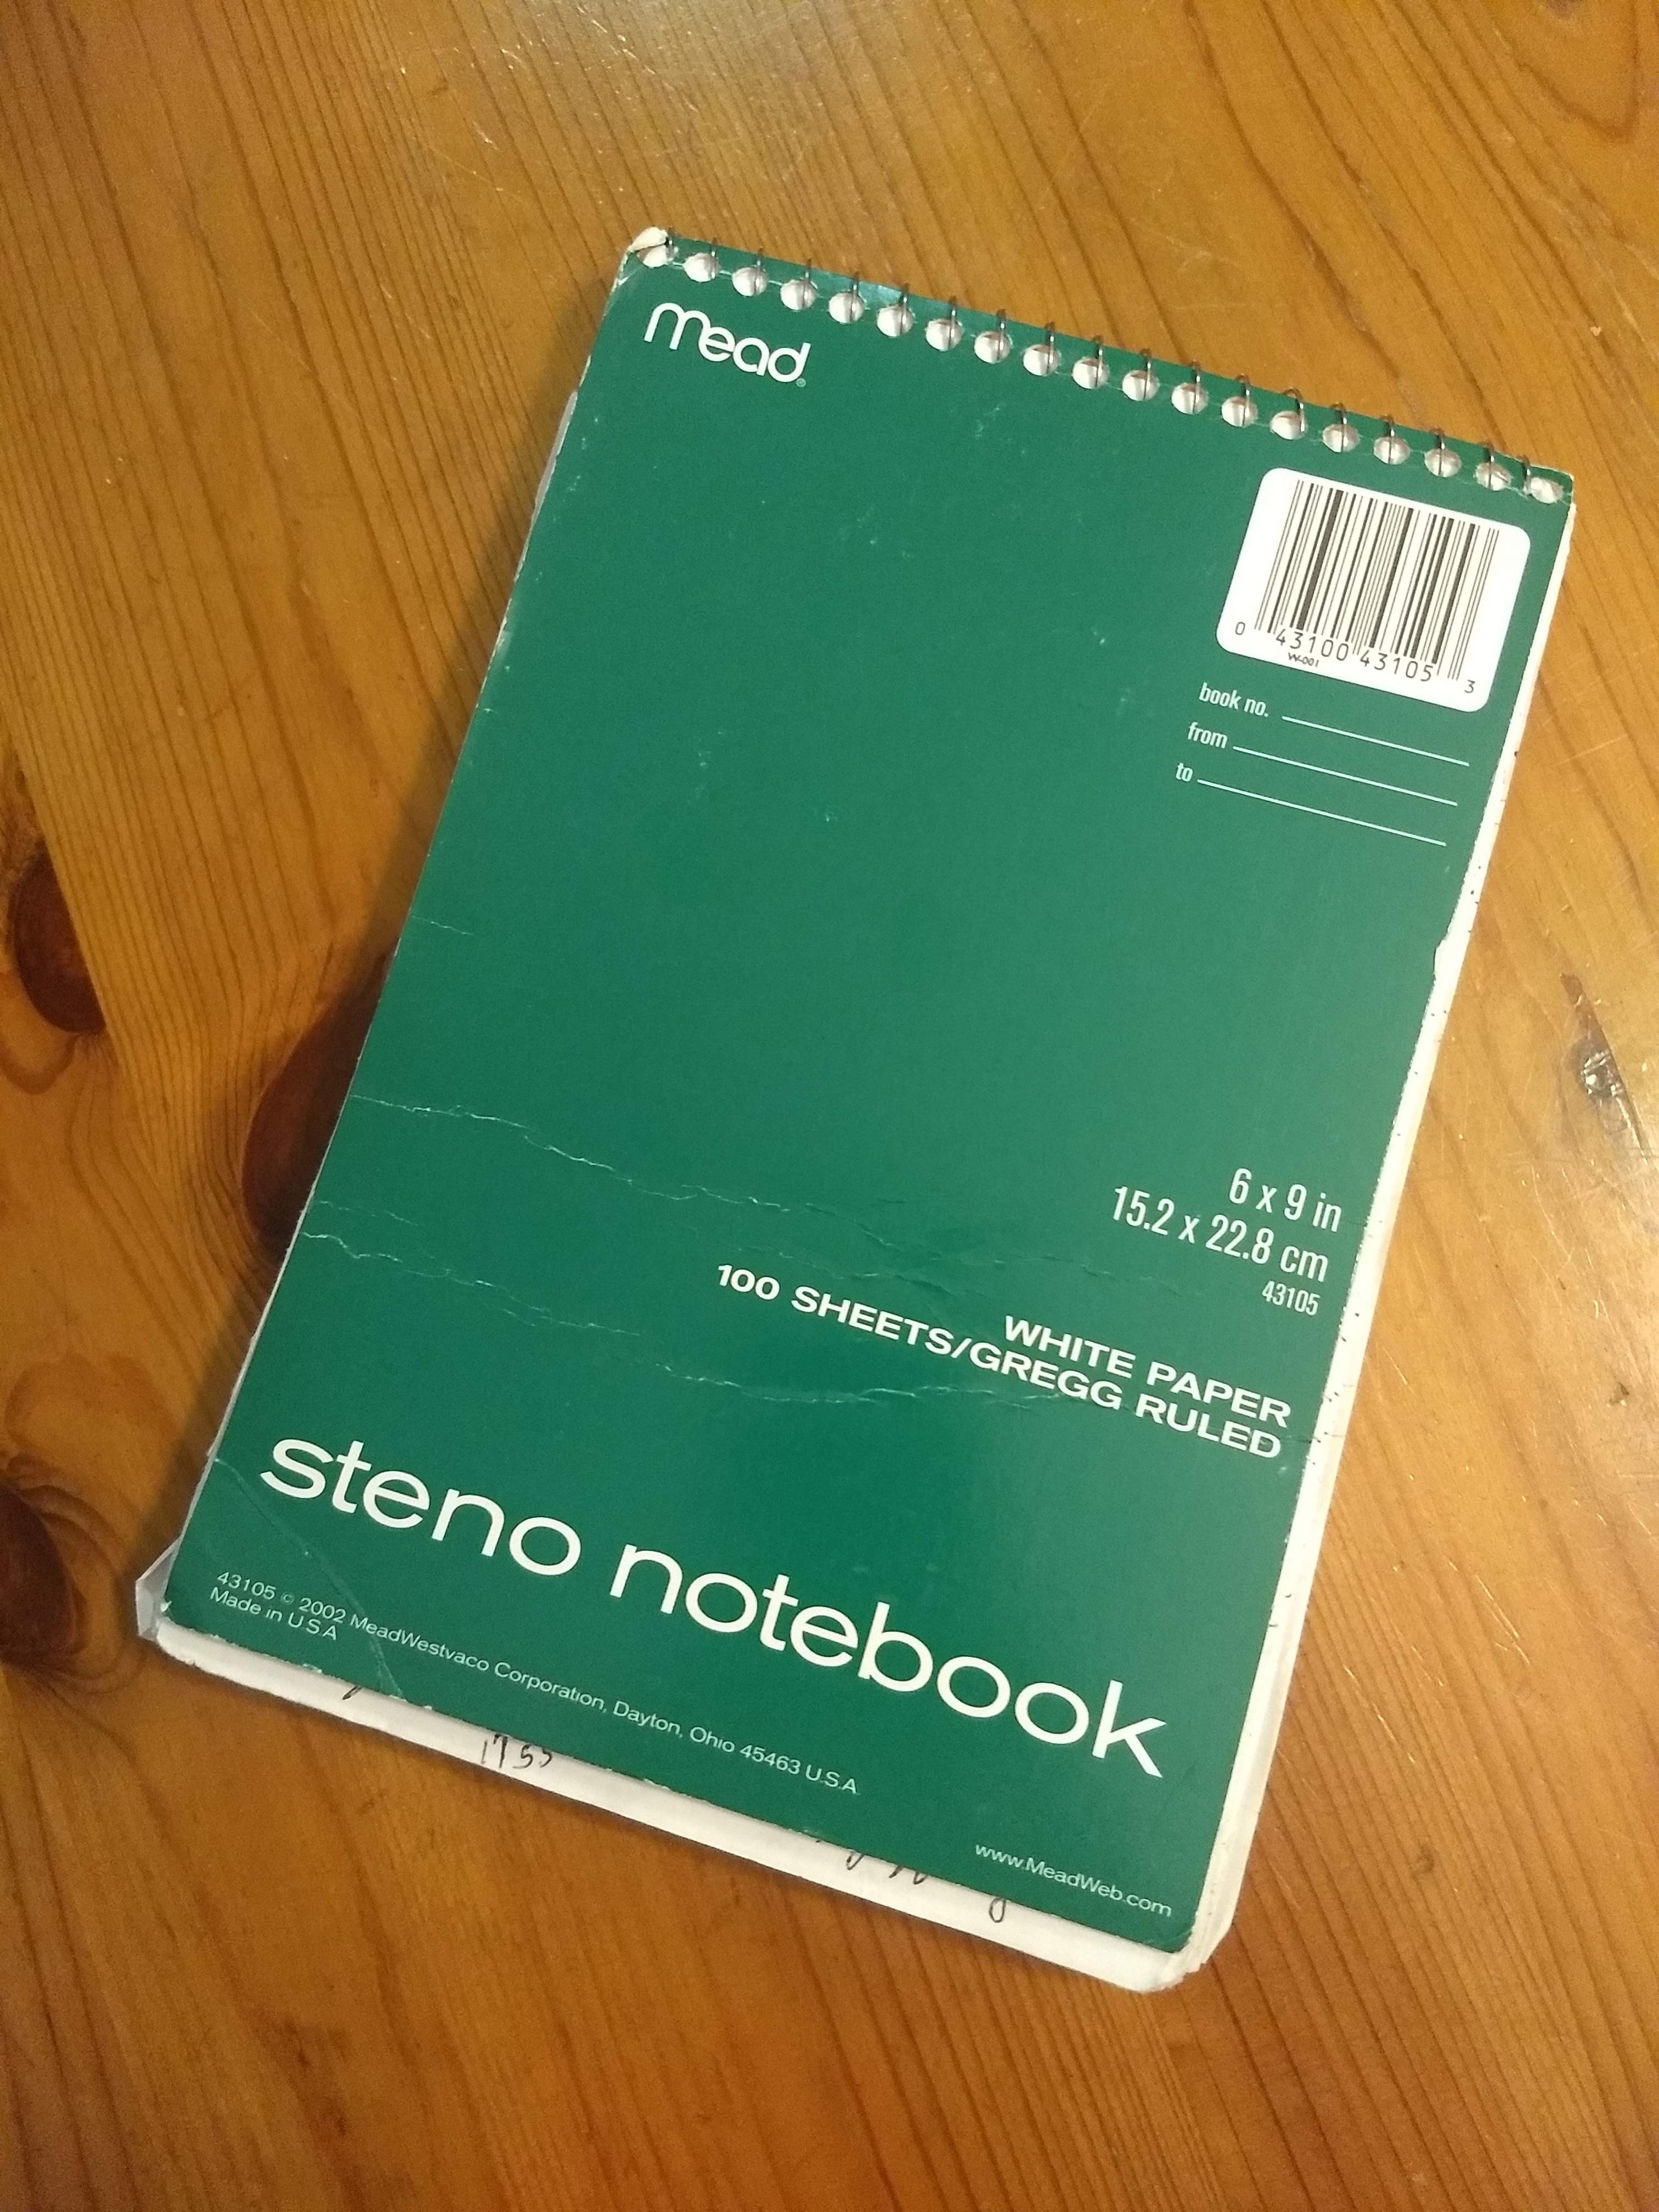 mead®
0 43100 43105 3
W-001
book no.
from
to
6 x 9 in
15.2 x 22.8 cm
43105
WHITE PAPER
100 SHEETS/GREGG RULED
steno notebook
43105 © 2002 MeadWestvaco Corporation, Dayton, Ohio 45463 U.S.A.
Made in U.S.A
www.MeadWeb.com